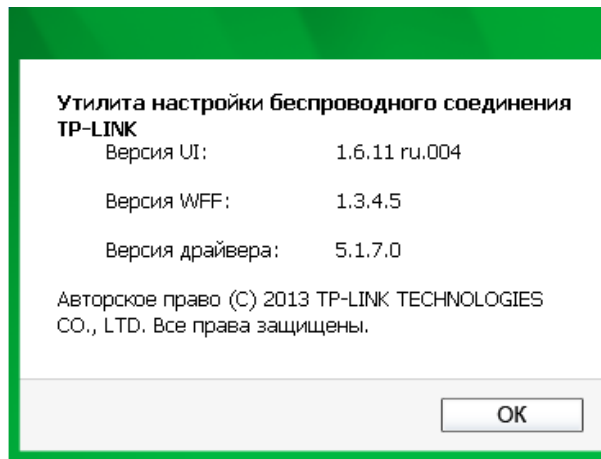 Утилита настройки беспроводного соединения
TP-LINK
Версия UI: 1.6.11 ru.004
Версия WFF: 1.3.4.5
Версия драйвера: 5.1.7.0
Авторское право (C) 2013 TP-LINK TECHNOLOGIES
CO., LTD. Все права защищены.
ОК